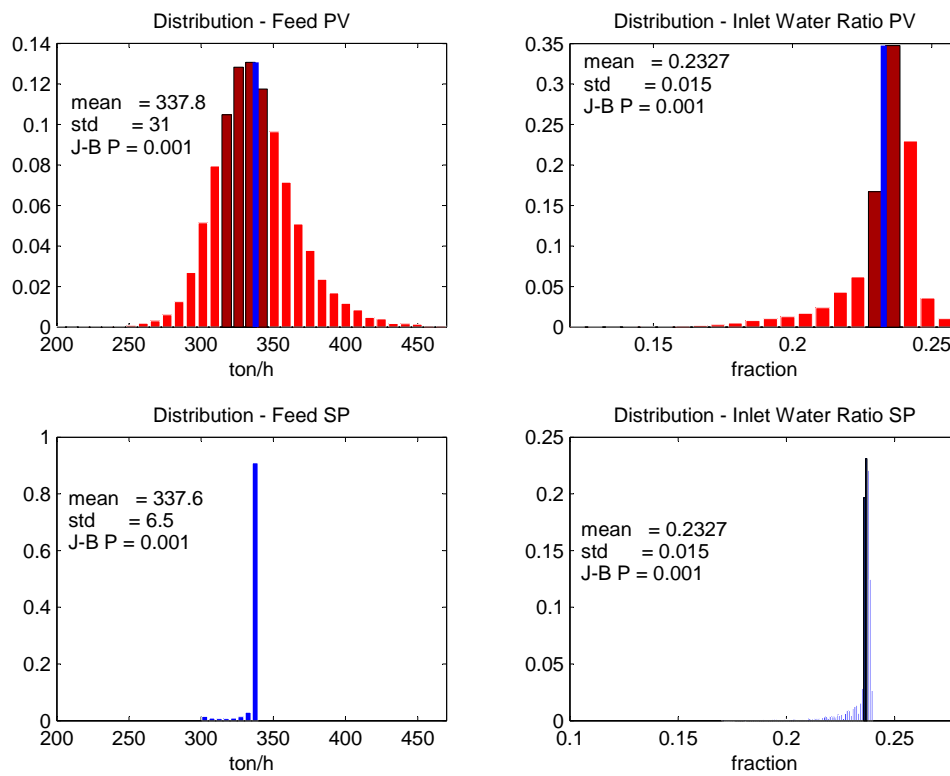 Distribution - Feed PV
0.14
0.12
0.1
0.08
0.06
0.04
0.02
0
mean = 337.8
std = 31
J-B P = 0.001
200 250 300 350 400 450
ton/h
Distribution - Inlet Water Ratio PV
0.35
0.3
0.25
0.2
0.15
0.1
0.05
0
mean = 0.2327
std = 0.015
J-B P = 0.001
0.15 0.2 0.25
fraction
Distribution - Feed SP
1
0.8
0.6
0.4
0.2
0
mean = 337.6
std = 6.5
J-B P = 0.001
200 250 300 350 400 450
ton/h
Distribution - Inlet Water Ratio SP
0.25
0.2
0.15
0.1
0.05
0
mean = 0.2327
std = 0.015
J-B P = 0.001
0.1 0.15 0.2 0.25
fraction